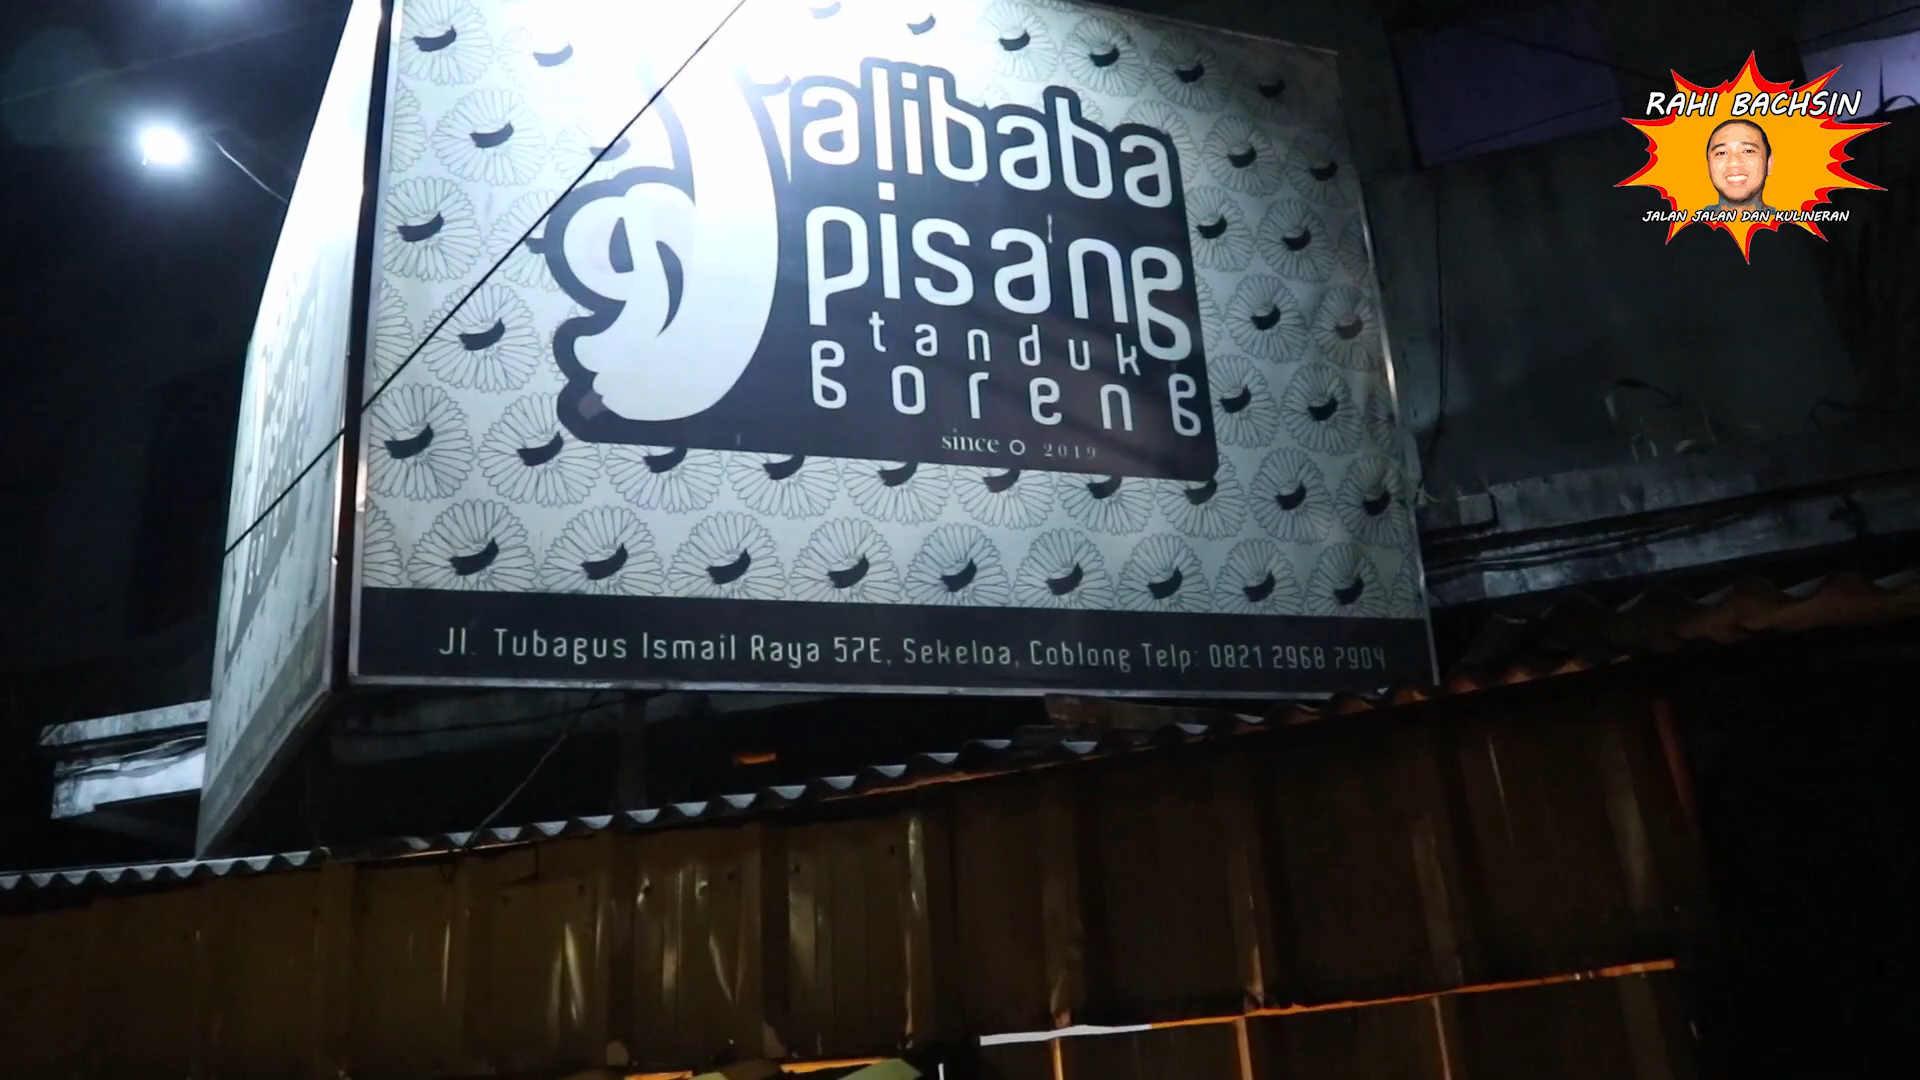 alibaba
pisang
tanduk
goreng
since 2019
Jl. Tubagus Ismail Raya 57E, Sekeloa, Coblong Telp: 0821 2968 7904
RAHI BACHSIN
JALAN JALAN DAN KULINERAN